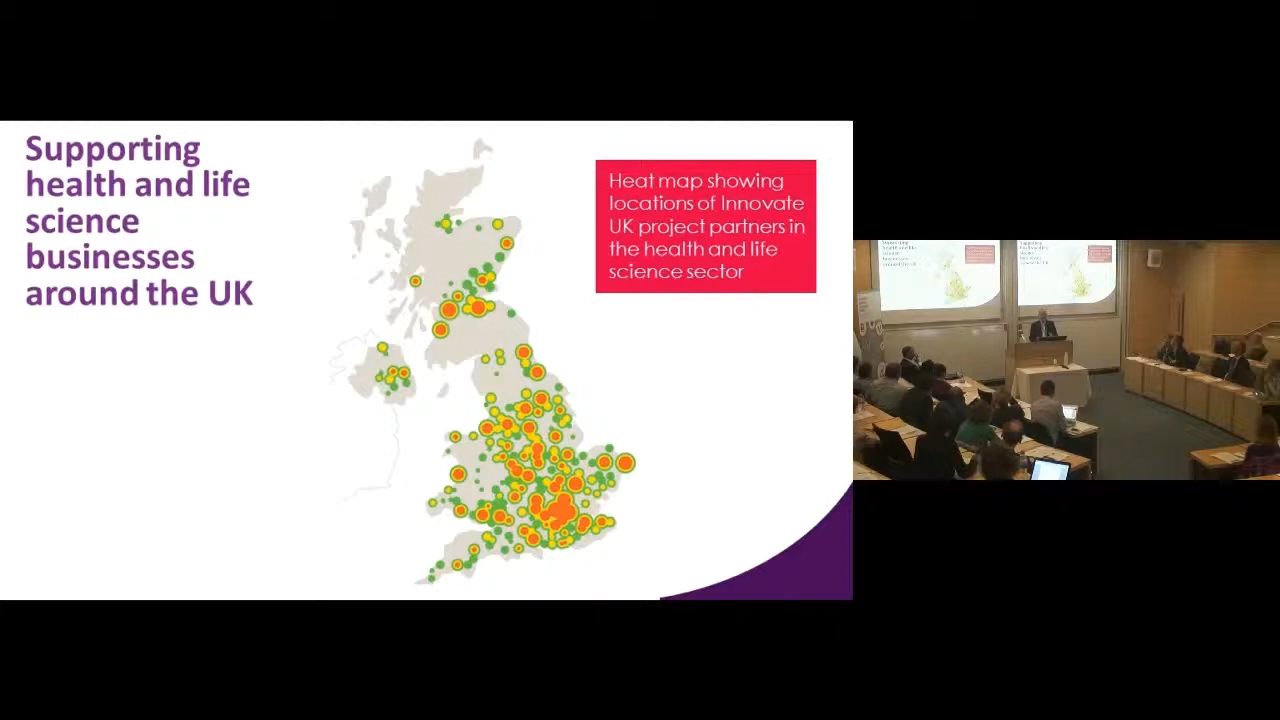 Supporting
health and life
science
businesses
around the UK
Heat map showing
locations of Innovate
UK project partners in
the health and life
science sector